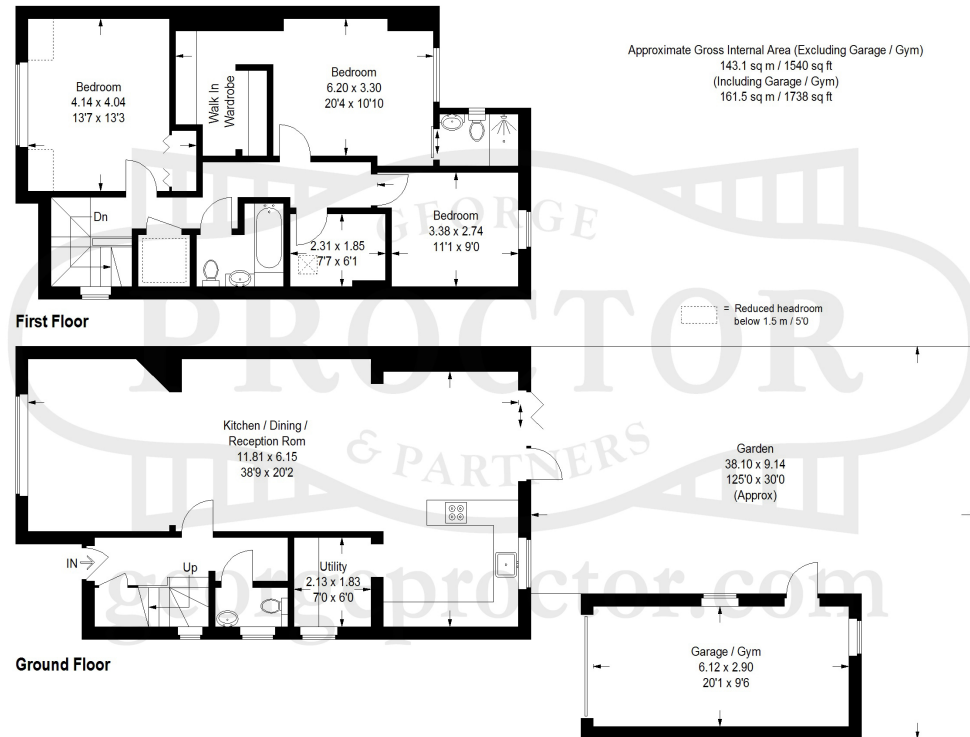 Approximate Gross Internal Area (Excluding Garage / Gym)
143.1 sq m / 1540 sq ft
(Including Garage / Gym)
161.5 sq m / 1738 sq ft
Bedroom
4.14 x 4.04
13'7 x 13'3
Walk In
Wardrobe
Bedroom
6.20 x 3.30
20'4 x 10'10
Dn
2.31 x 1.85
7'7 x 6'1
Bedroom
3.38 x 2.74
11'1 x 9'0
First Floor
= Reduced headroom
below 1.5 m / 5'0
GEORGE
PROCTOR
& PARTNERS
georgeproctor.com
Kitchen / Dining /
Reception Rom
11.81 x 6.15
38'9 x 20'2
Garden
38.10 x 9.14
125'0 x 30'0
(Approx)
IN
Up
Utility
2.13 x 1.83
7'0 x 6'0
Ground Floor
Garage / Gym
6.12 x 2.90
20'1 x 9'6